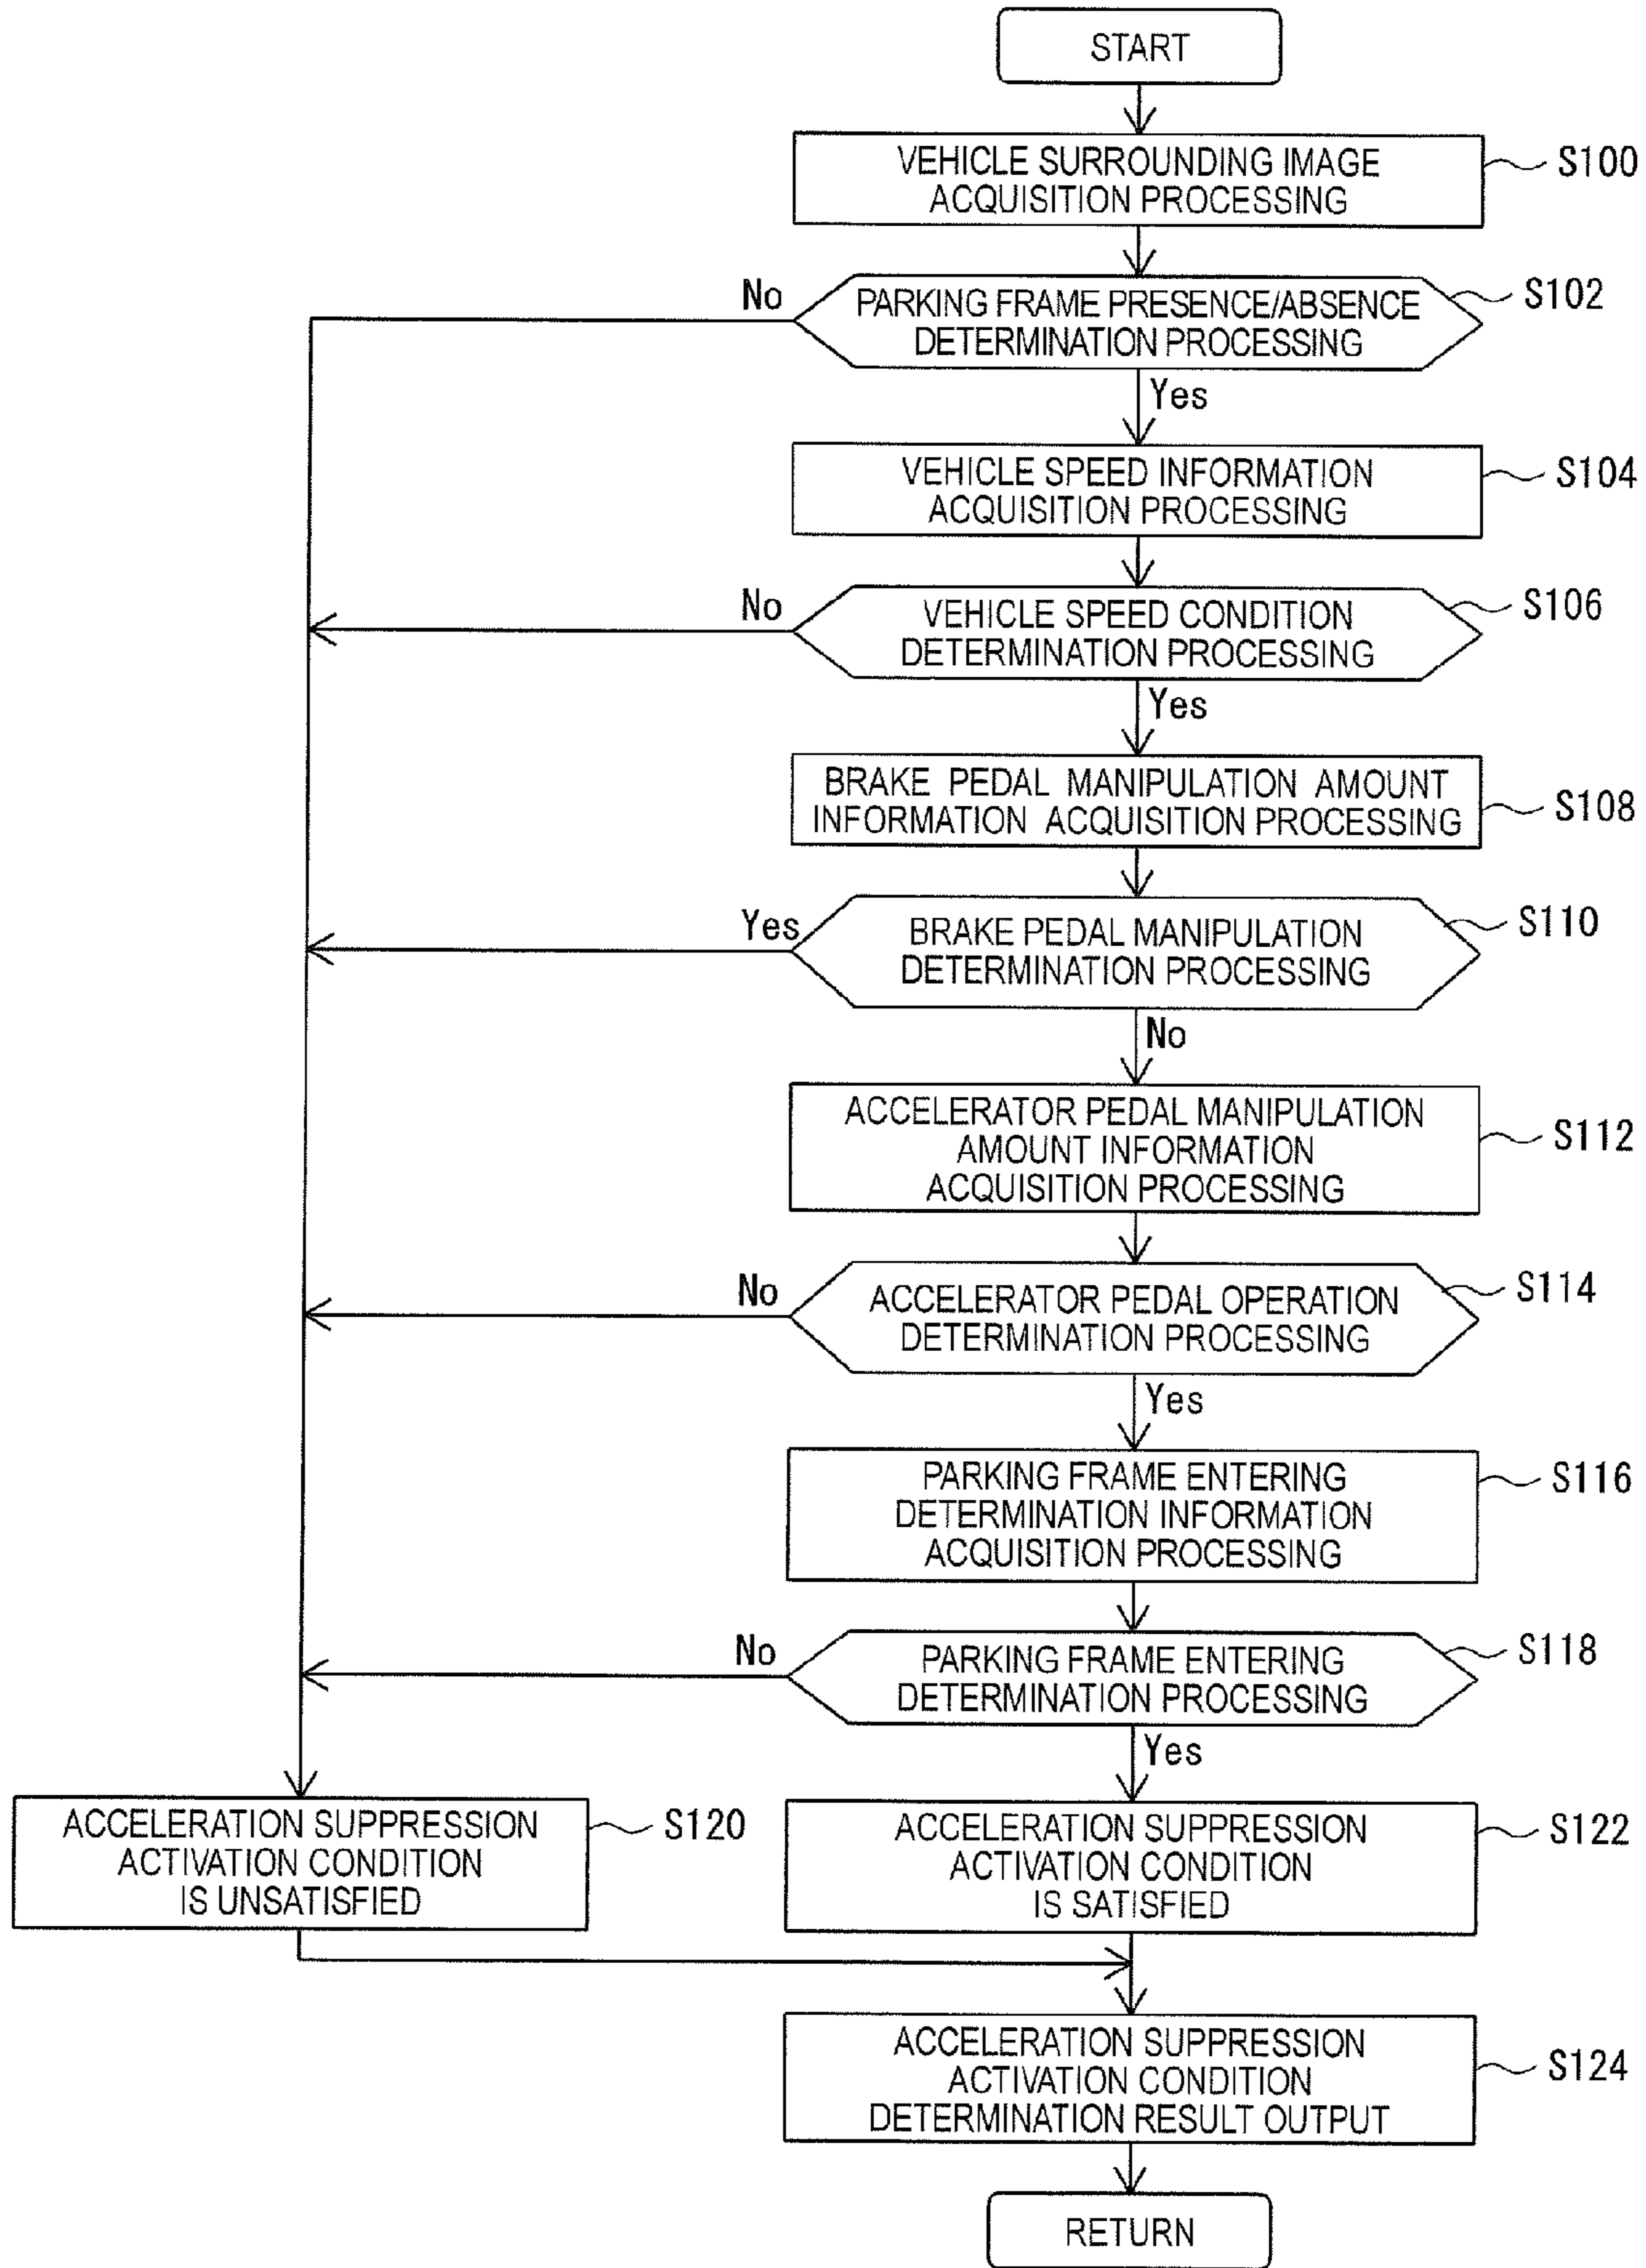 START
VEHICLE SURROUNDING IMAGE
ACQUISITION PROCESSING
S100
No
PARKING FRAME PRESENCE/ABSENCE
DETERMINATION PROCESSING
S102
Yes
VEHICLE SPEED INFORMATION
ACQUISITION PROCESSING
S104
No
VEHICLE SPEED CONDITION
DETERMINATION PROCESSING
S106
Yes
BRAKE PEDAL MANIPULATION AMOUNT
INFORMATION ACQUISITION PROCESSING
S108
Yes
BRAKE PEDAL MANIPULATION
DETERMINATION PROCESSING
S110
No
ACCELERATOR PEDAL MANIPULATION
AMOUNT INFORMATION
ACQUISITION PROCESSING
S112
No
ACCELERATOR PEDAL OPERATION
DETERMINATION PROCESSING
S114
Yes
PARKING FRAME ENTERING
DETERMINATION INFORMATION
ACQUISITION PROCESSING
S116
No
PARKING FRAME ENTERING
DETERMINATION PROCESSING
S118
Yes
ACCELERATION SUPPRESSION
ACTIVATION CONDITION
IS UNSATISFIED
S120
ACCELERATION SUPPRESSION
ACTIVATION CONDITION
IS SATISFIED
S122
ACCELERATION SUPPRESSION
ACTIVATION CONDITION
DETERMINATION RESULT OUTPUT
S124
RETURN